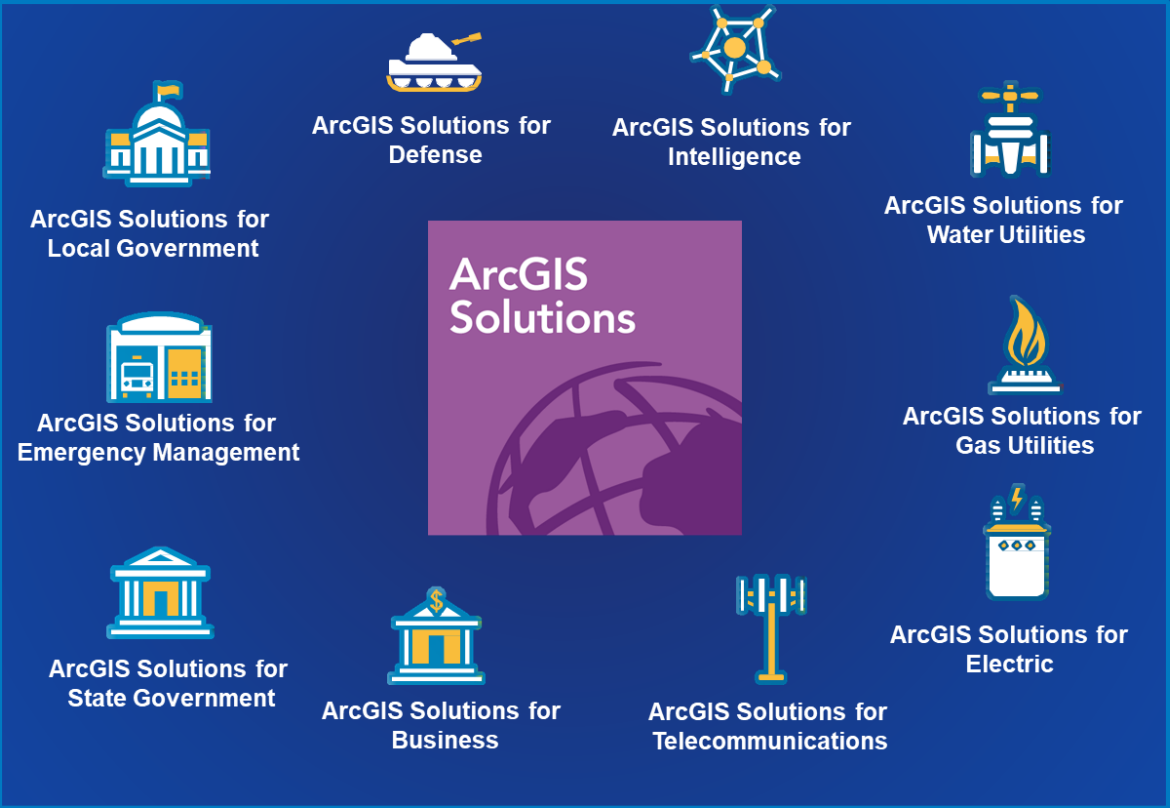 ArcGIS Solutions for
Defense
ArcGIS Solutions for
Intelligence
ArcGIS Solutions for
Local Government
ArcGIS Solutions for
Water Utilities
ArcGIS
Solutions
ArcGIS Solutions for
Emergency Management
ArcGIS Solutions for
Gas Utilities
ArcGIS Solutions for
State Government
ArcGIS Solutions for
Electric
ArcGIS Solutions for
Business
ArcGIS Solutions for
Telecommunications
$